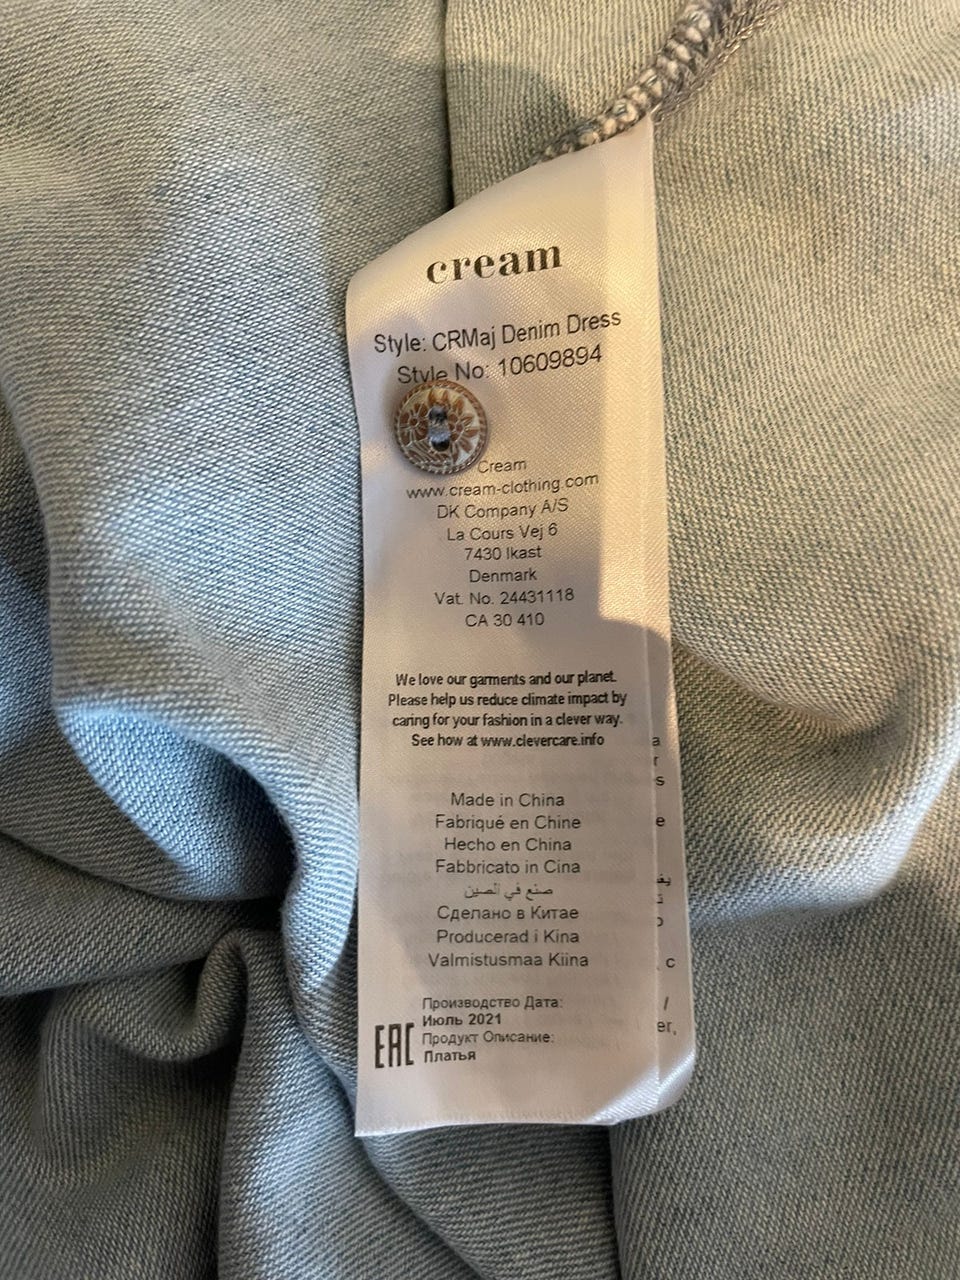 cream
Style: CRMaj Denim Dress
Style No: 10609894
Cream
www.cream-clothing.com
DK Company A/S
La Cours Vej 6
7430 Ikast
Denmark
Vat. No. 24431118
CA 30 410
We love our garments and our planet.
Please help us reduce climate impact by
caring for your fashion in a clever way.
See how at www.clevercare.info
Made in China
Fabriqué en Chine
Hecho en China
Fabbricato in Cina
صنع في الصين
Сделано в Китае
Producerad i Kina
Valmistusmaa Kiina
Производство Дата:
Июль 2021
EAC Продукт Описание:
Платья